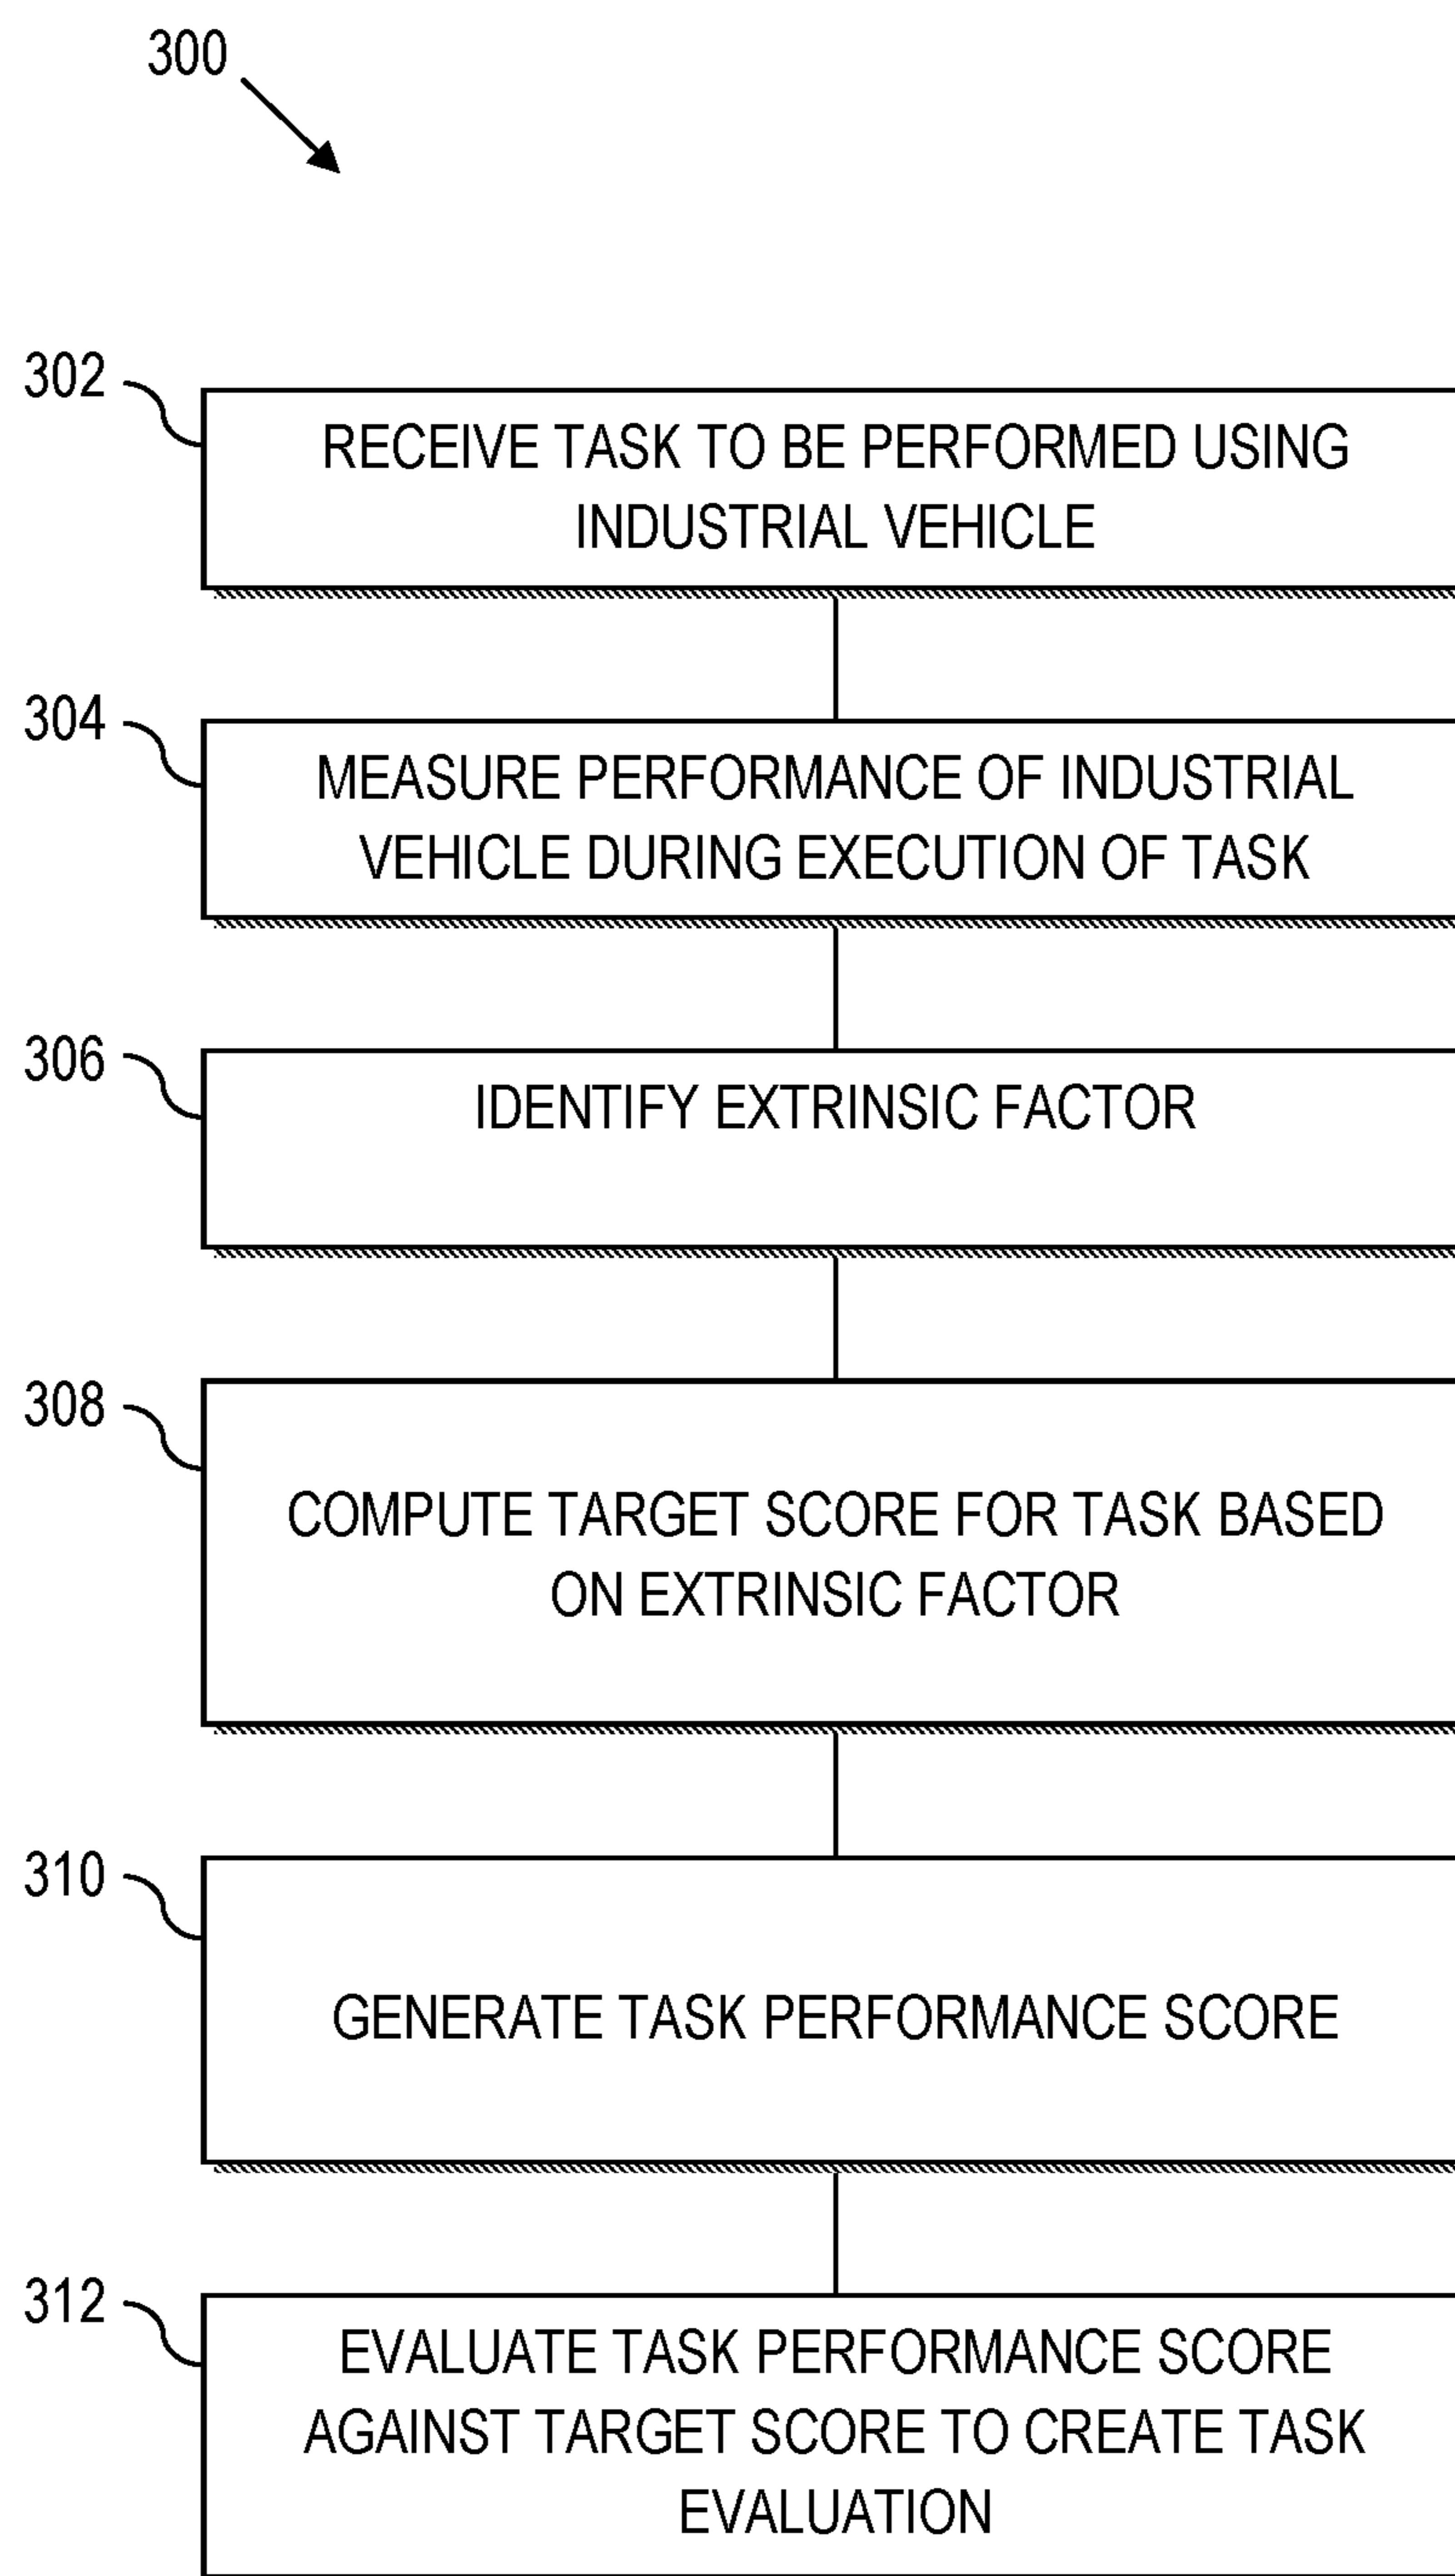 300
302
RECEIVE TASK TO BE PERFORMED USING
INDUSTRIAL VEHICLE
304
MEASURE PERFORMANCE OF INDUSTRIAL
VEHICLE DURING EXECUTION OF TASK
306
IDENTIFY EXTRINSIC FACTOR
308
COMPUTE TARGET SCORE FOR TASK BASED
ON EXTRINSIC FACTOR
310
GENERATE TASK PERFORMANCE SCORE
312
EVALUATE TASK PERFORMANCE SCORE
AGAINST TARGET SCORE TO CREATE TASK
EVALUATION